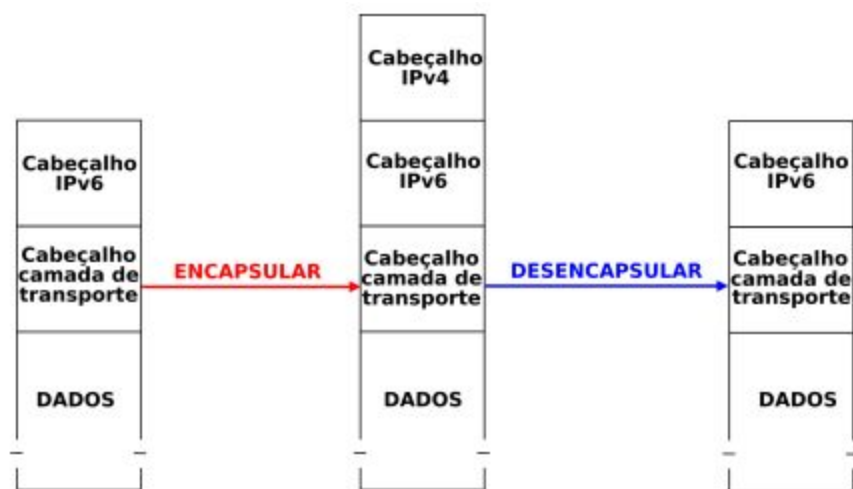 Cabeçalho
IPv6
Cabeçalho
camada de
transporte
DADOS
ENCAPSULAR
Cabeçalho
IPv4
Cabeçalho
IPv6
Cabeçalho
camada de
transporte
DADOS
DESENCAPSULAR
Cabeçalho
IPv6
Cabeçalho
camada de
transporte
DADOS